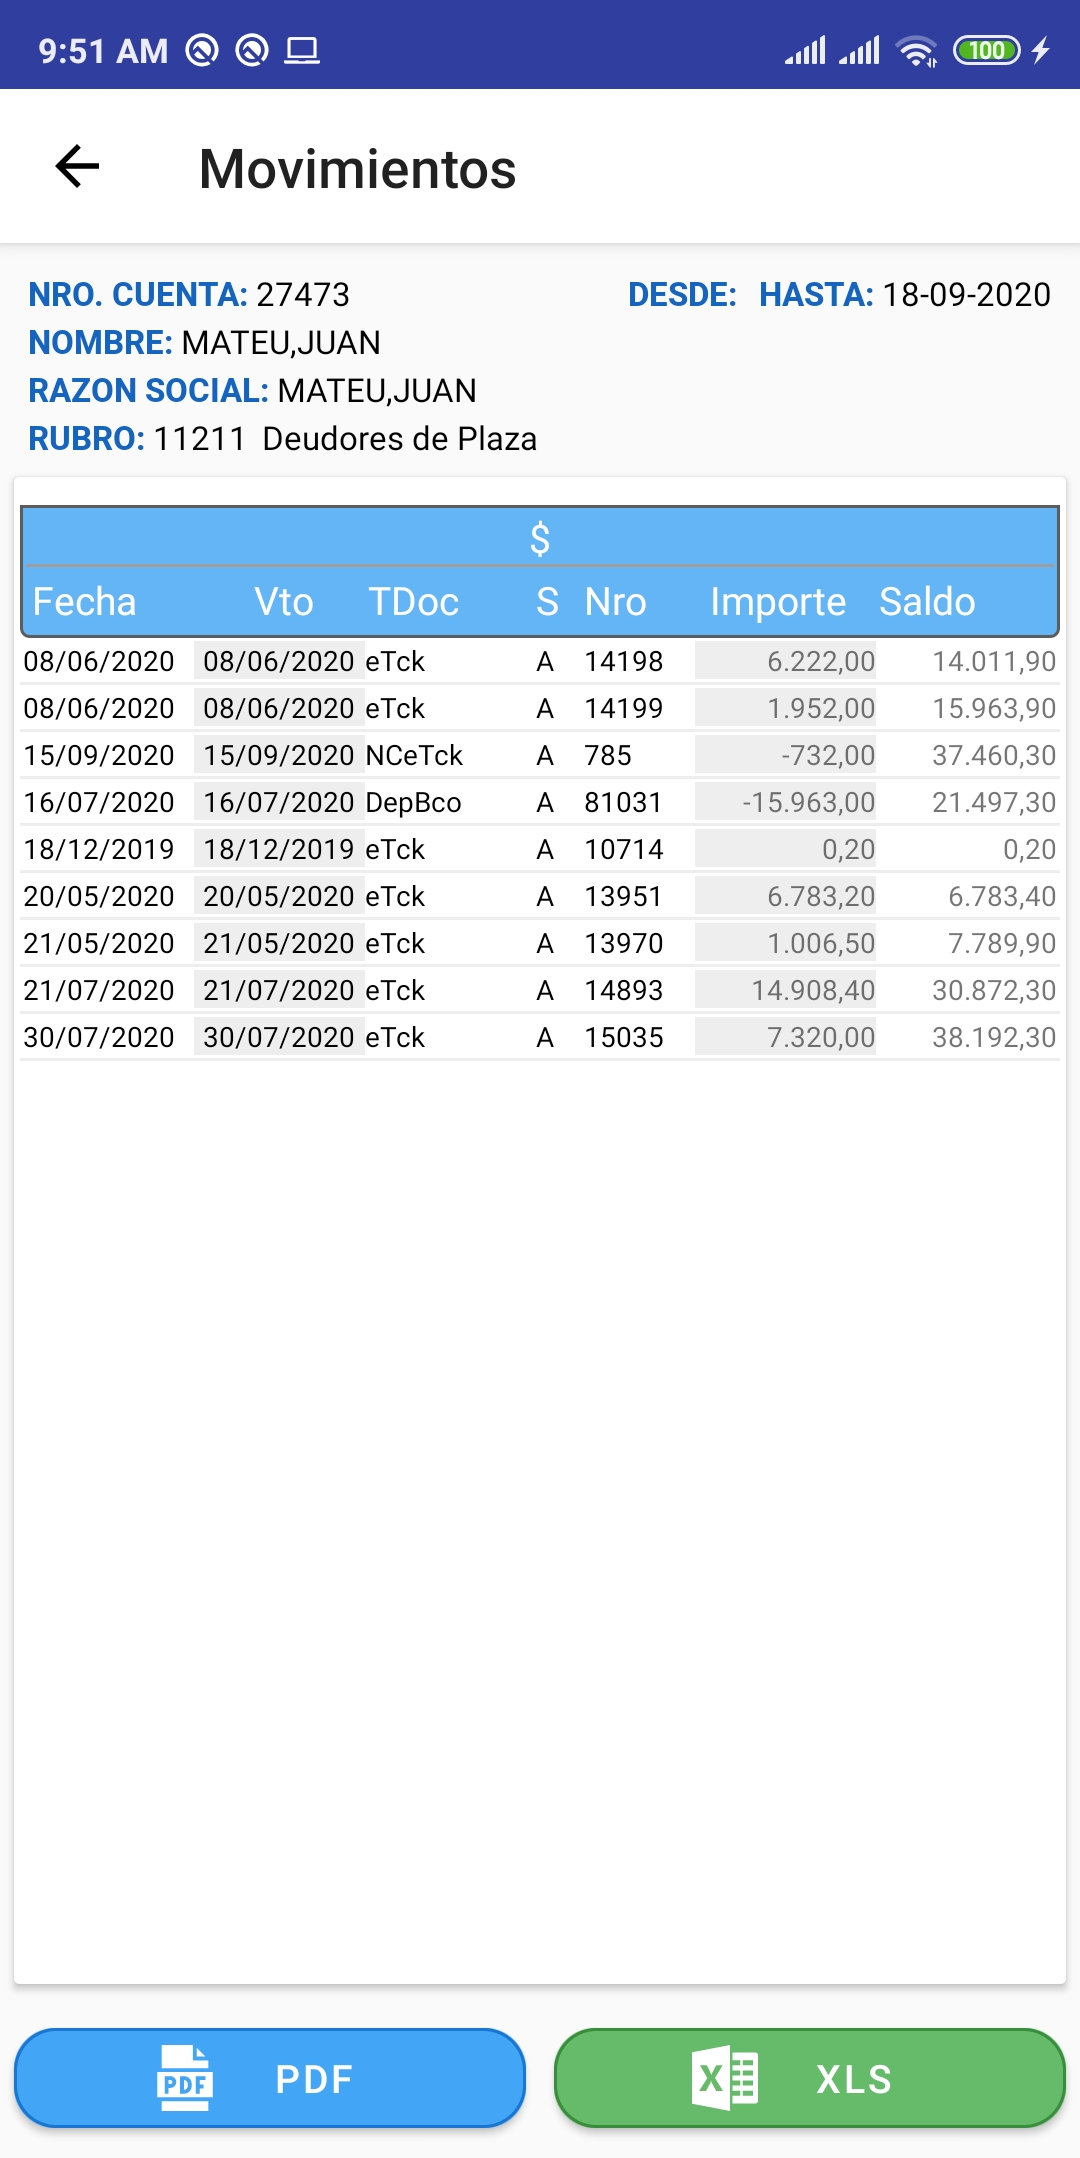 9:51 AM 100
Movimientos
NRO. CUENTA: 27473 DESDE: HASTA: 18-09-2020
NOMBRE: MATEU,JUAN
RAZON SOCIAL: MATEU,JUAN
RUBRO: 11211 Deudores de Plaza
$
Fecha Vto TDoc S Nro Importe Saldo
08/06/2020 08/06/2020 eTck A 14198 6.222,00 14.011,90
08/06/2020 08/06/2020 eTck A 14199 1.952,00 15.963,90
15/09/2020 15/09/2020 NCeTck A 785 -732,00 37.460,30
16/07/2020 16/07/2020 DepBco A 81031 -15.963,00 21.497,30
18/12/2019 18/12/2019 eTck A 10714 0,20 0,20
20/05/2020 20/05/2020 eTck A 13951 6.783,20 6.783,40
21/05/2020 21/05/2020 eTck A 13970 1.006,50 7.789,90
21/07/2020 21/07/2020 eTck A 14893 14.908,40 30.872,30
30/07/2020 30/07/2020 eTck A 15035 7.320,00 38.192,30
PDF PDF X XLS